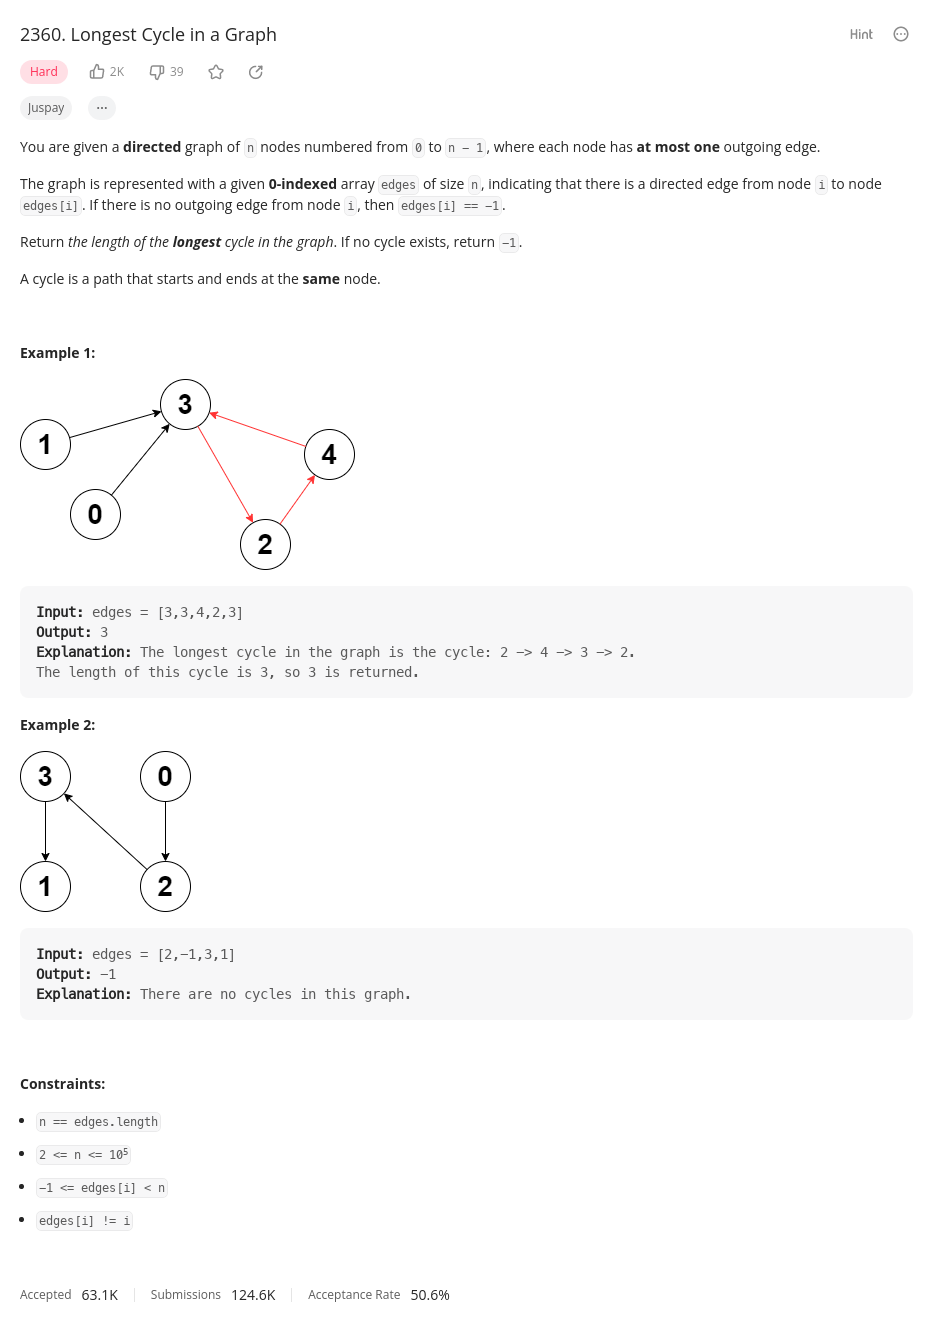 2360. Longest Cycle in a Graph
Hint
Hard
2K
39
Juspay
You are given a directed graph of n nodes numbered from 0 to n - 1, where each node has at most one outgoing edge.
The graph is represented with a given 0-indexed array edges of size n, indicating that there is a directed edge from node i to node
edges[i]. If there is no outgoing edge from node i, then edges[i] == -1.
Return the length of the longest cycle in the graph. If no cycle exists, return -1.
A cycle is a path that starts and ends at the same node.
Example 1:
3
1
4
0
2
Input: edges = [3,3,4,2,3]
Output: 3
Explanation: The longest cycle in the graph is the cycle: 2 -> 4 -> 3 -> 2.
The length of this cycle is 3, so 3 is returned.
Example 2:
3 0
1 2
Input: edges = [2,-1,3,1]
Output: -1
Explanation: There are no cycles in this graph.
Constraints:
• n == edges.length
• 2 <= n <= 10⁵
• -1 <= edges[i] < n
• edges[i] != i
Accepted 63.1K Submissions 124.6K Acceptance Rate 50.6%